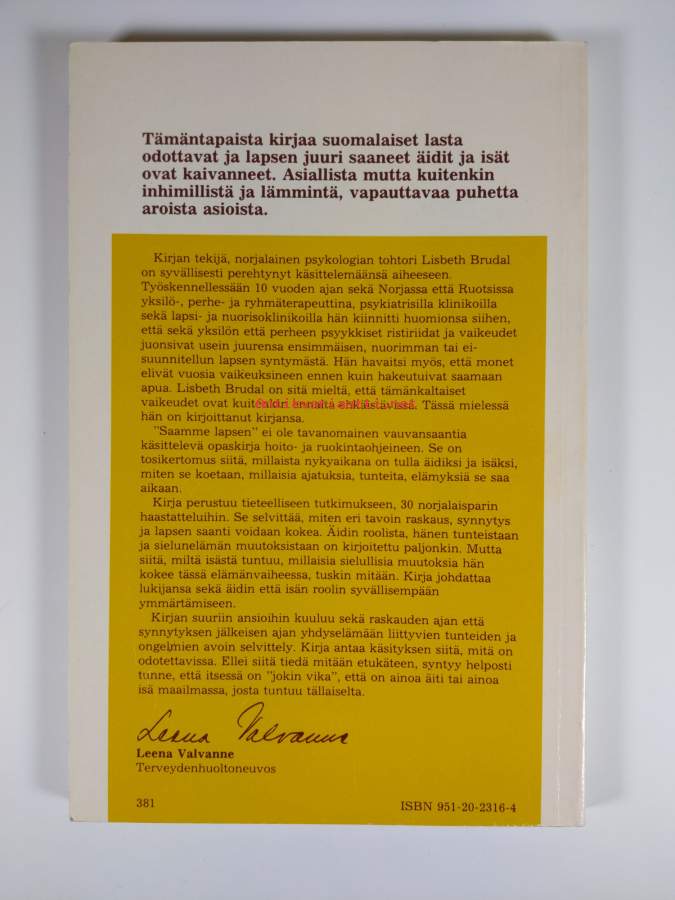 Tämäntapaista kirjaa suomalaiset lasta
odottavat ja lapsen juuri saaneet äidit ja isät
ovat kaivanneet. Asiallista mutta kuitenkin
inhimillistä ja lämmintä, vapauttavaa puhetta
aroista asioista.
Kirjan tekijä, norjalainen psykologian tohtori Lisbeth Brudal
on syvällisesti perehtynyt käsittelemäänsä aiheeseen.
Työskennellessään 10 vuoden ajan sekä Norjassa että Ruotsissa
yksilö-, perhe- ja ryhmäterapeuttina, psykiatrisilla klinikoilla
sekä lapsi- ja nuorisoklinikoilla hän kiinnitti huomionsa siihen,
että sekä yksilön että perheen psyykkiset ristiriidat ja vaikeudet
juonsivat usein juurensa ensimmäisen, nuorimman tai ei-
suunnitellun lapsen syntymästä. Hän havaitsi myös, että monet
elivät vuosia vaikeuksineen ennen kuin hakeutuivat saamaan
apua. Lisbeth Brudal on sitä mieltä, että tämänkaltaiset
vaikeudet ovat kuitenkin ennalta ehkäistävissä. Tässä mielessä
hän on kirjoittanut kirjansa.
"Saamme lapsen" ei ole tavanomainen vauvansaantia
käsittelevä opaskirja hoito- ja ruokintaohjeineen. Se on
tosikertomus siitä, millaista nykyaikana on tulla äidiksi ja isäksi,
miten se koetaan, millaisia ajatuksia, tunteita, elämyksiä se saa
aikaan.
Kirja perustuu tieteelliseen tutkimukseen, 30 norjalaisparin
haastatteluihin. Se selvittää, miten eri tavoin raskaus, synnytys
ja lapsen saanti voidaan kokea. Äidin roolista, hänen tunteistaan
ja sielunelämän muutoksistaan on kirjoitettu paljonkin. Mutta
siitä, miltä isästä tuntuu, millaisia sielullisia muutoksia hän
kokee tässä elämänvaiheessa, tuskin mitään. Kirja johdattaa
lukijansa sekä äidin että isän roolin syvällisempään
ymmärtämiseen.
Kirjan suuriin ansioihin kuuluu sekä raskauden ajan että
synnytyksen jälkeisen ajan yhdyselämään liittyvien tunteiden ja
ongelmien avoin selvittely. Kirja antaa käsityksen siitä, mitä on
odotettavissa. Ellei siitä tiedä mitään etukäteen, syntyy helposti
tunne, että itsessä on "jokin vika", että on ainoa äiti tai ainoa
isä maailmassa, josta tuntuu tällaiselta.
Leena Valvanne
Leena Valvanne
Terveydenhuoltoneuvos
381 ISBN 951-20-2316-4